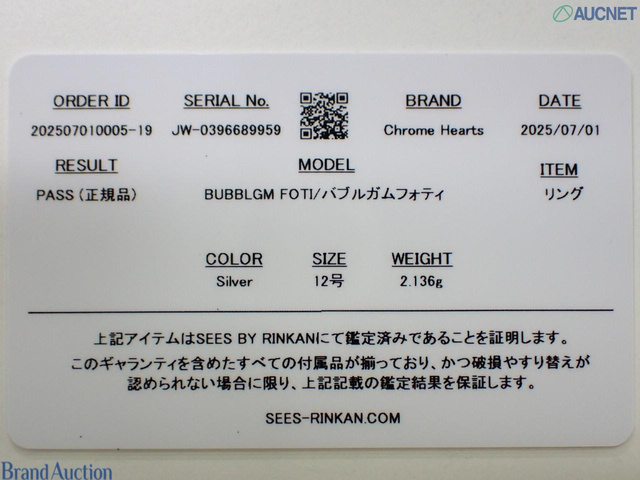 AUCNET
ORDER ID SERIAL No. BRAND DATE
202507010005-19 JW-0396689959 Chrome Hearts 2025/07/01
RESULT MODEL ITEM
PASS (正規品) BUBBLGM FOTI/バブルガムフォティ リング
COLOR SIZE WEIGHT
Silver 12号 2.136g
上記アイテムはSEES BY RINKANにて鑑定済みであることを証明します。
このギャランティを含めたすべての付属品が揃っており、かつ破損やすり替えが
認められない場合に限り、上記記載の鑑定結果を保証します。
SEES-RINKAN.COM
Brand Auction